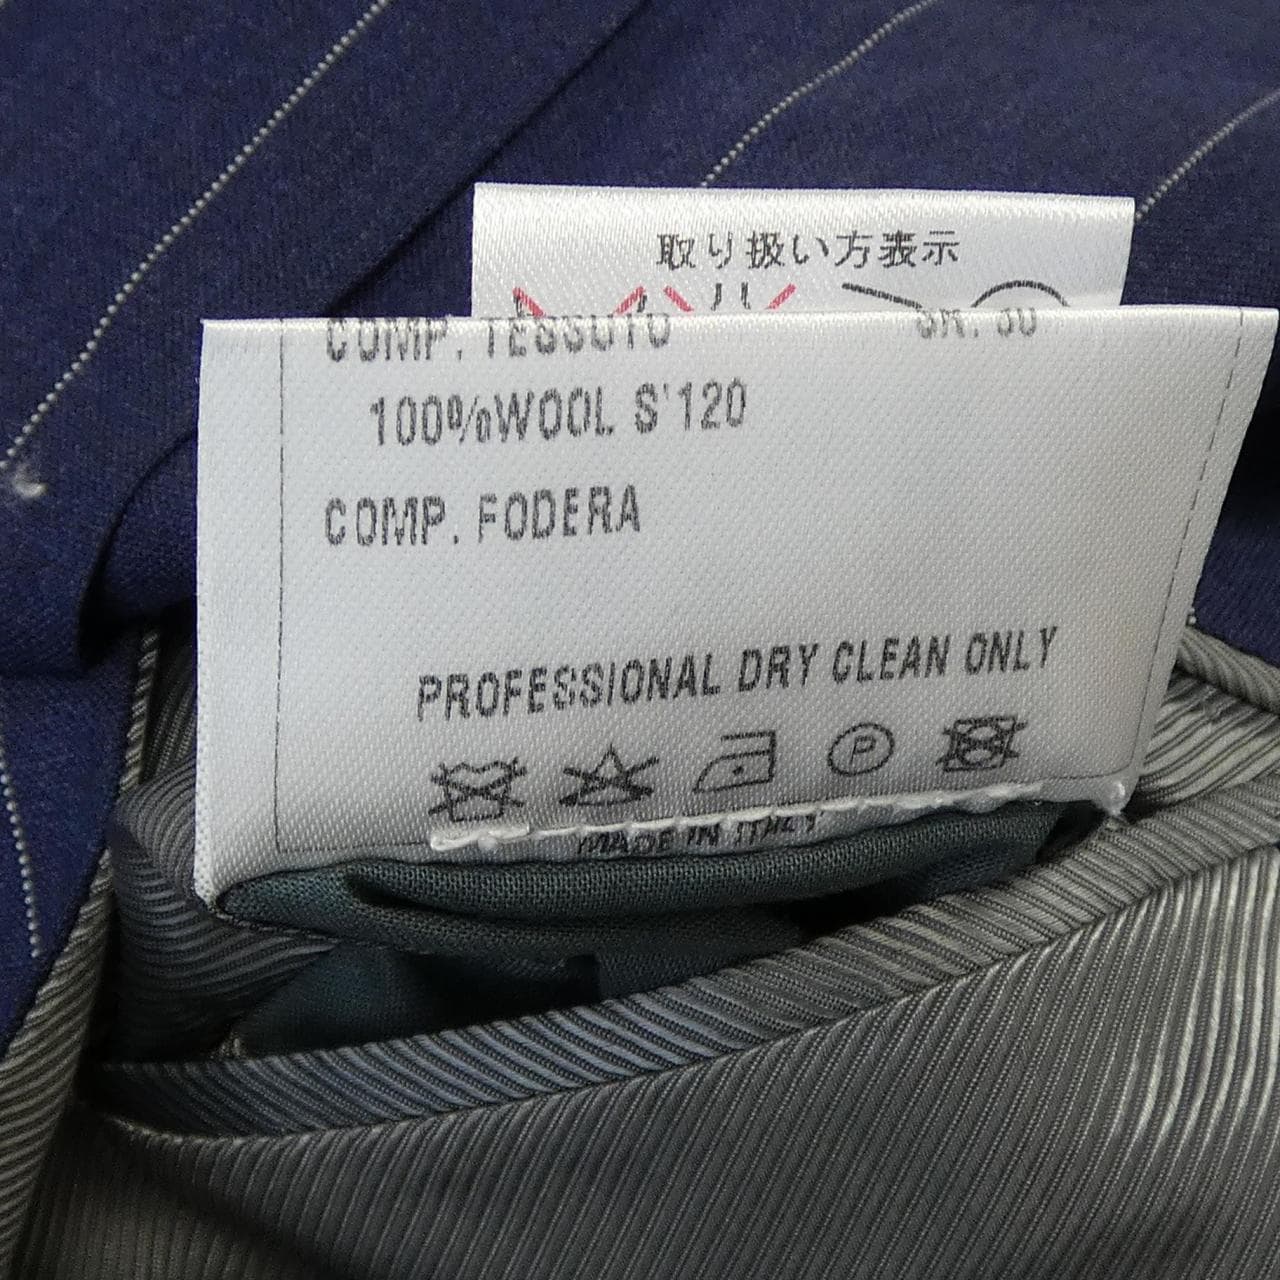 取り扱い方表示
COMP. TESSUTO
100%WOOL S'120
COMP. FODERA
PROFESSIONAL DRY CLEAN ONLY
P
MADE IN ITALY